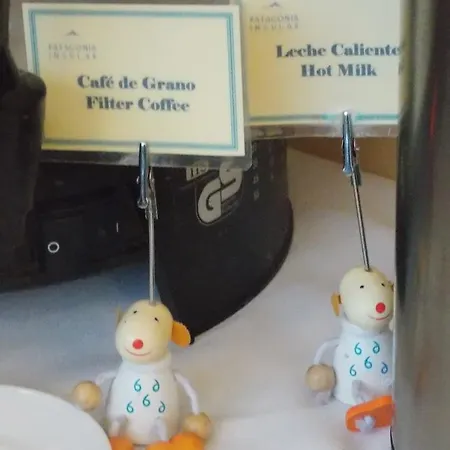 PATAGONIA
INSULAR
Café de Grano
Filter Coffee
PATAGONIA
INSULAR
Leche Caliente
Hot Milk
GS